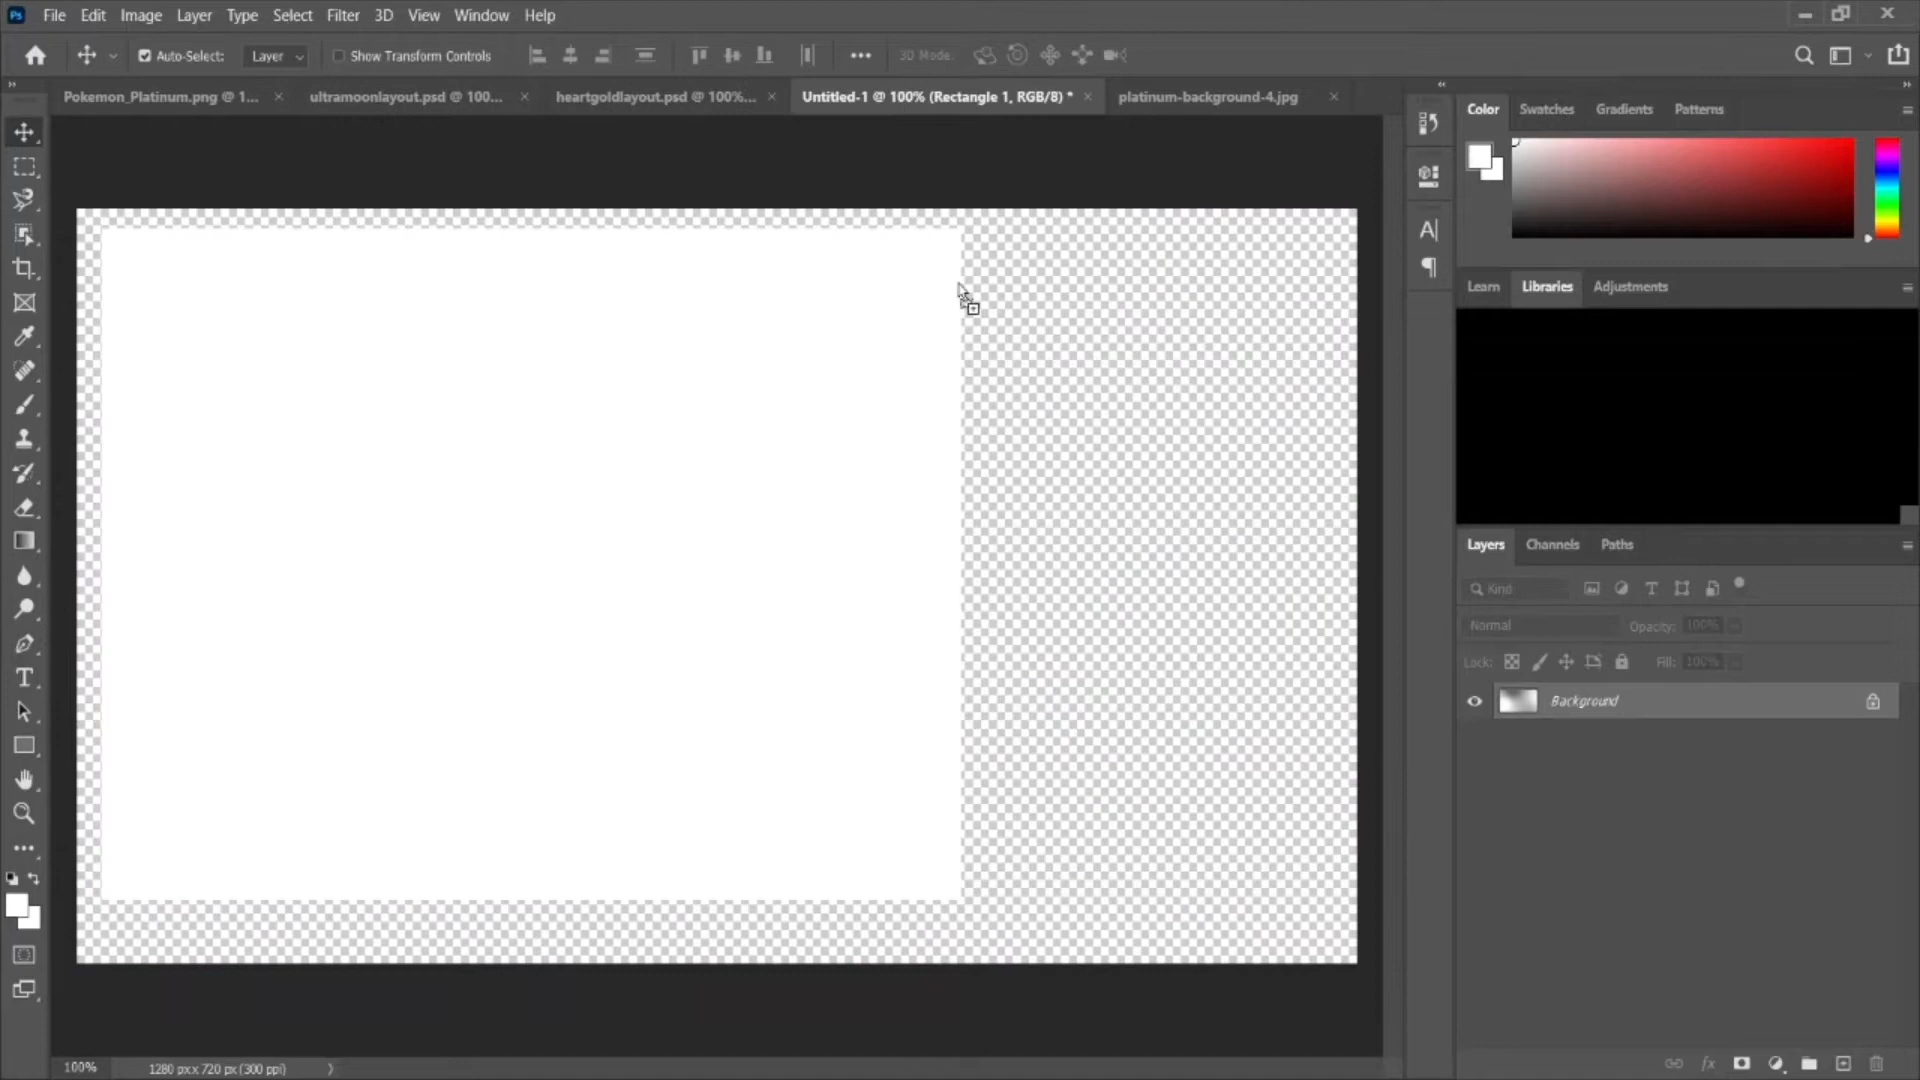 Ps File Edit Image Layer Type Select Filter 3D View Window Help
Auto-Select: Layer Show Transform Controls 3D Mode:
Pokemon_Platinum.png @ 1... × ultramoonlayout.psd @ 100... × heartgoldlayout.psd @ 100%... × Untitled-1 @ 100% (Rectangle 1, RGB/8) * × platinum-background-4.jpg ×
Color Swatches Gradients Patterns
Learn Libraries Adjustments
Layers Channels Paths
Kind
Normal Opacity: 100%
Lock: Fill: 100%
Background
100% 1280 px x 720 px (300 ppi)